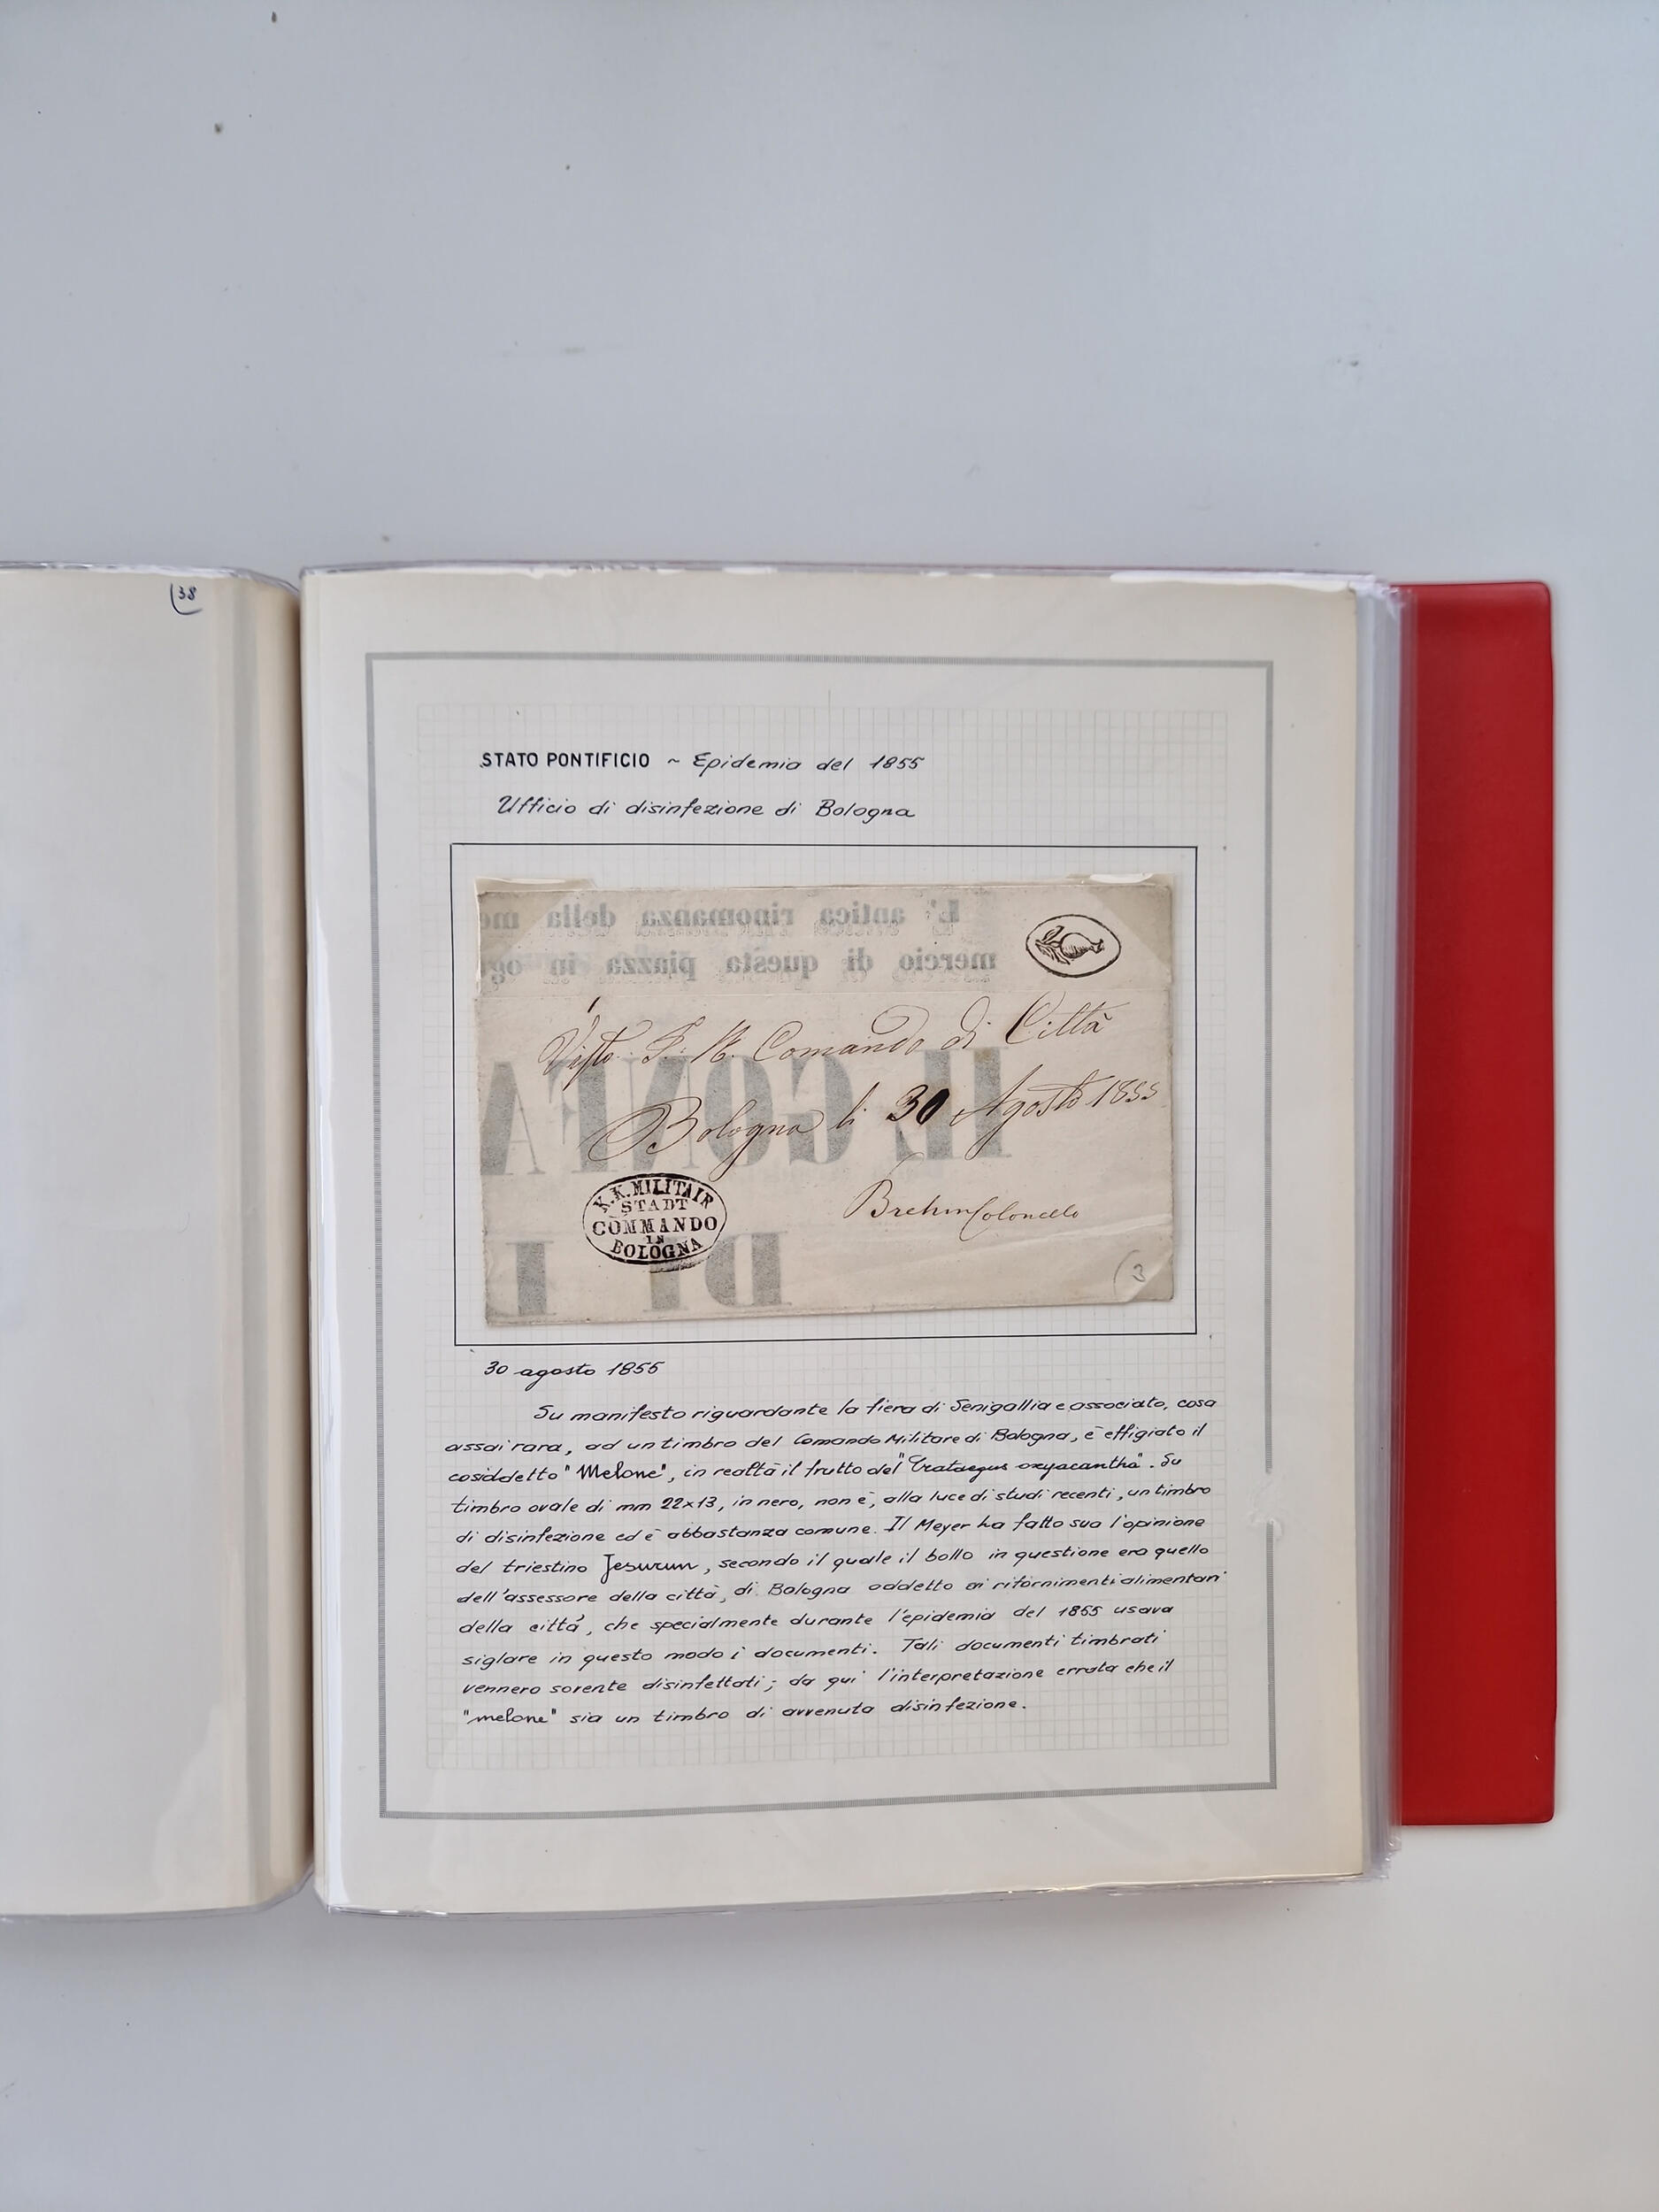 38
STATO PONTIFICIO ~ Epidemia del 1855
Ufficio di disinfezione di Bologna
L' antica rinomanza della me
mercio di questa piazza in og
Visto I. R. Comando di Città
Bologna li 30 Agosto 1855
IL GONFA
K.K. MILITAIR
STADT
COMMANDO
IN
BOLOGNA
Colonello
DI
3
30 agosto 1855
Su manifesto riguardante la fiera di Senigallia e associato, cosa
assai rara, ad un timbro del Comando Militare di Bologna, è effigiato il
cosiddetto "Melone", in realtà il frutto del "Crataegus oxyacantha". Su
timbro ovale di mm 22x13, in nero, non è, alla luce di studi recenti, un timbro
di disinfezione ed è abbastanza comune. Il Meyer ha fatto sua l'opinione
del triestino Jesurum, secondo il quale il bollo in questione era quello
dell'assessore della città, di Bologna addetto ai rifornimenti alimentari
della città, che specialmente durante l'epidemia del 1855 usava
siglare in questo modo i documenti. Tali documenti timbrati
vennero sovente disinfettati; da qui l'interpretazione errata che il
"melone" sia un timbro di avvenuta disinfezione.